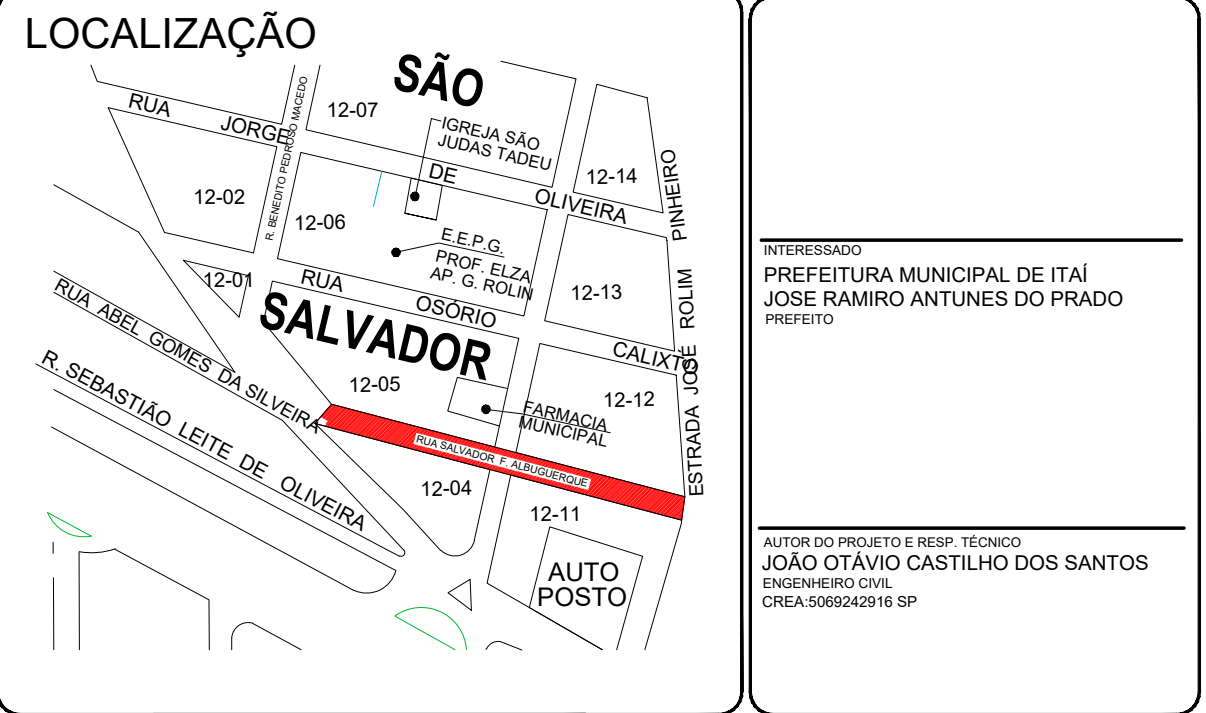 LOCALIZAÇÃO
SÃO
SALVADOR
RUA JORGE DE OLIVEIRA
R. BENEDITO PEDROSO MACEDO
12-07
IGREJA SÃO
JUDAS TADEU
12-14
12-02
12-06
E.E.P.G.
PROF. ELZA
AP. G. ROLIN
12-01
RUA OSÓRIO CALIXTO
12-13
ESTRADA JOSÉ ROLIM PINHEIRO
RUA ABEL GOMES DA SILVEIRA
R. SEBASTIÃO LEITE DE OLIVEIRA
12-05
FARMACIA
MUNICIPAL
12-12
RUA SALVADOR F. ALBUGUERQUE
12-04
12-11
AUTO
POSTO
INTERESSADO
PREFEITURA MUNICIPAL DE ITAÍ
JOSE RAMIRO ANTUNES DO PRADO
PREFEITO
AUTOR DO PROJETO E RESP. TÉCNICO
JOÃO OTÁVIO CASTILHO DOS SANTOS
ENGENHEIRO CIVIL
CREA:5069242916 SP